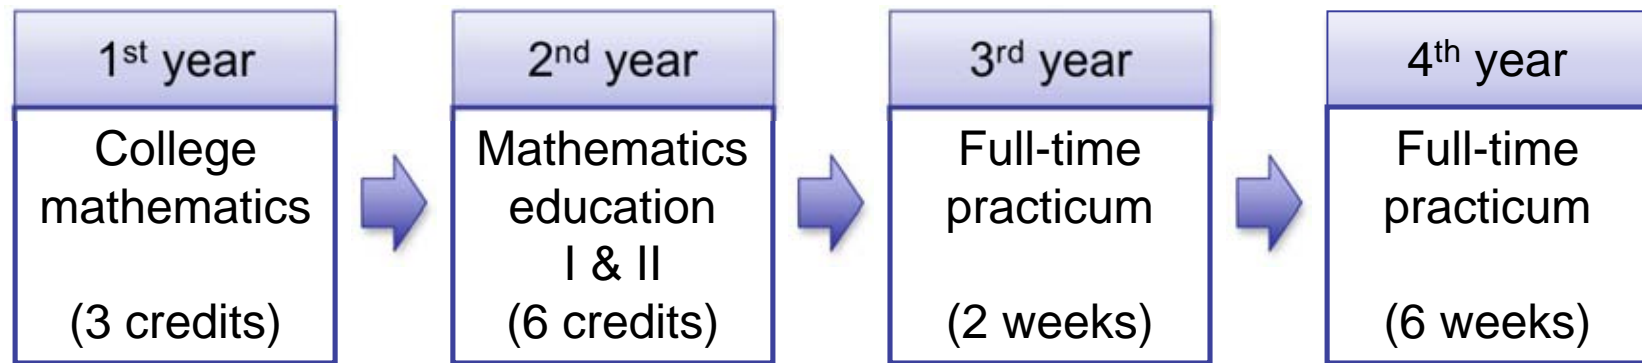 1st year
College
mathematics
(3 credits)
2nd year
Mathematics
education
I & II
(6 credits)
3rd year
Full-time
practicum
(2 weeks)
4th year
Full-time
practicum
(6 weeks)